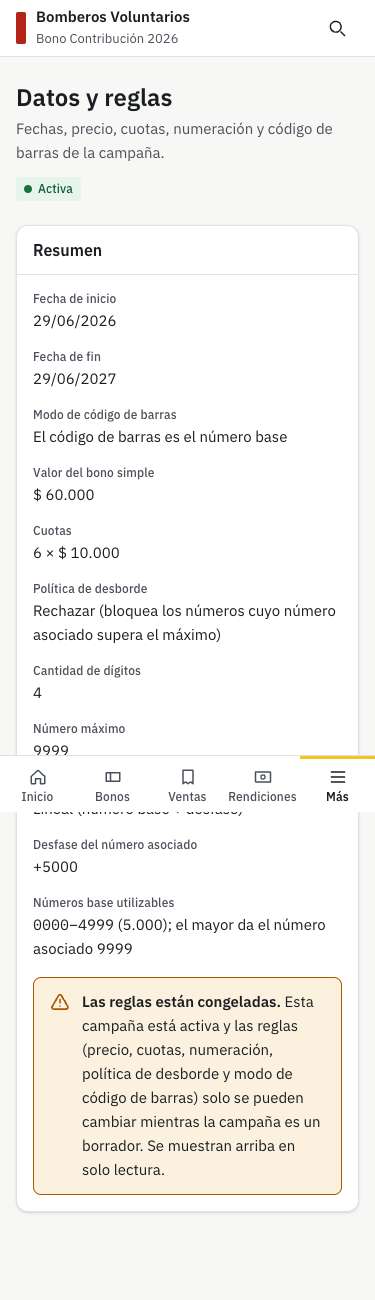 Bomberos Voluntarios
Bono Contribución 2026
Datos y reglas
Fechas, precio, cuotas, numeración y código de
barras de la campaña.
Activa
Resumen
Fecha de inicio
29/06/2026
Fecha de fin
29/06/2027
Modo de código de barras
El código de barras es el número base
Valor del bono simple
$ 60.000
Cuotas
6 × $ 10.000
Política de desborde
Rechazar (bloquea los números cuyo número
asociado supera el máximo)
Cantidad de dígitos
4
Número máximo
9999
Inicio
Bonos
Ventas
Rendiciones
Más
Desfase del número asociado
+5000
Números base utilizables
0000–4999 (5.000); el mayor da el número
asociado 9999
Las reglas están congeladas. Esta
campaña está activa y las reglas
(precio, cuotas, numeración,
política de desborde y modo de
código de barras) solo se pueden
cambiar mientras la campaña es un
borrador. Se muestran arriba en
solo lectura.